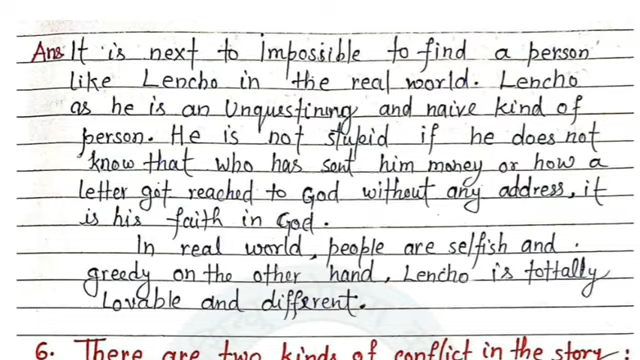 Ans It is next to impossible to find a person
like Lencho in the real world. Lencho
as he is an Unquestining and naive kind of
person. He is not stupid if he does not
know that who has sent him money or how a
letter got reached to God without any address, it
is his faith in God.
In real world, people are selfish and
greedy on the other hand, Lencho is tottally
Lovable and different.
6. There are two kinds of conflict in the story: